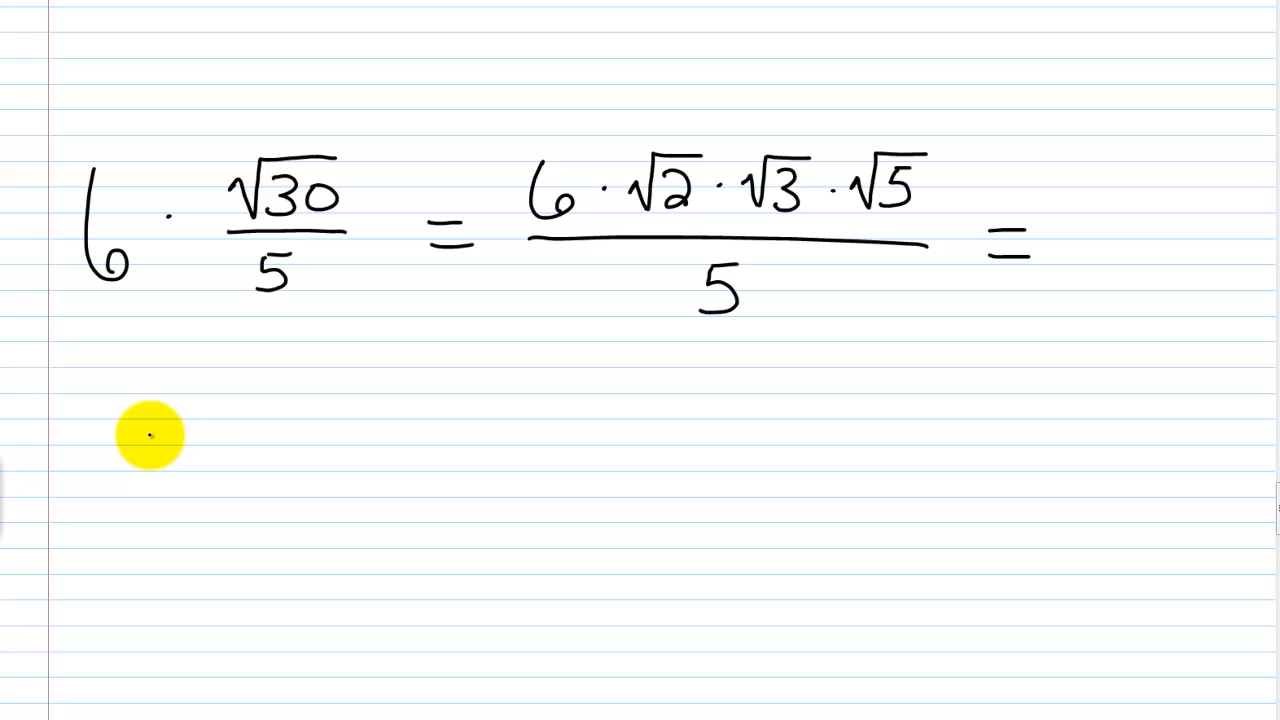 6 · √30/5 = 6 · √2 · √3 · √5/5 =